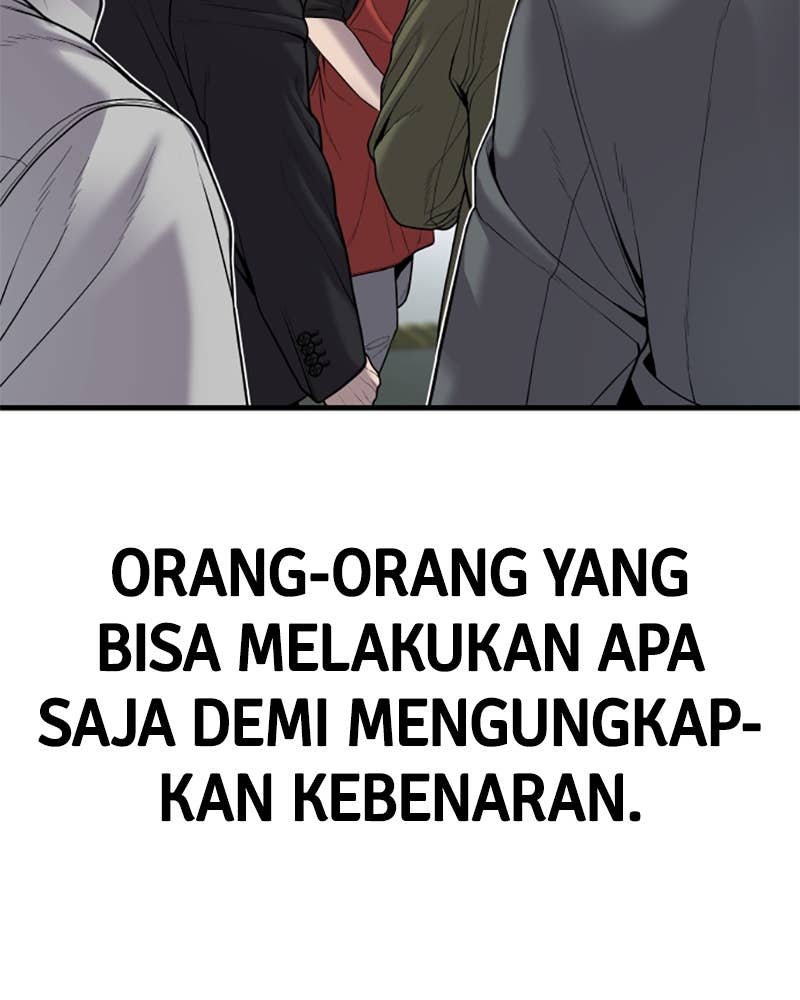 ORANG-ORANG YANG
BISA MELAKUKAN APA
SAJA DEMI MENGUNGKAP-
KAN KEBENARAN.